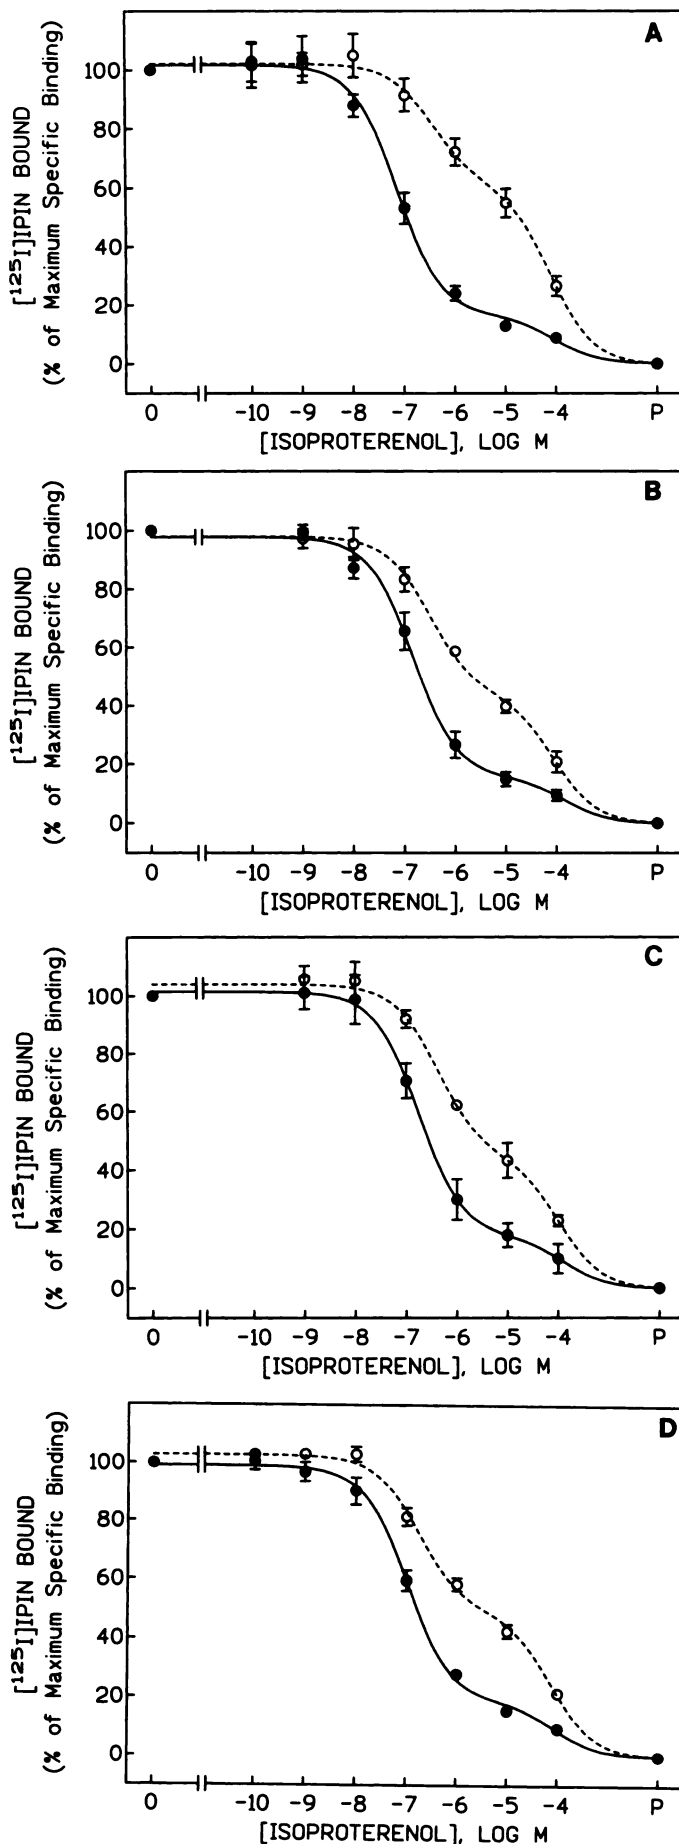 A
[¹²⁵I]IPIN BOUND
(% of Maximum Specific Binding)
100
80
60
40
20
0
0 -10 -9 -8 -7 -6 -5 -4 P
[ISOPROTERENOL], LOG M
B
[¹²⁵I]IPIN BOUND
(% of Maximum Specific Binding)
100
80
60
40
20
0
0 -10 -9 -8 -7 -6 -5 -4 P
[ISOPROTERENOL], LOG M
C
[¹²⁵I]IPIN BOUND
(% of Maximum Specific Binding)
100
80
60
40
20
0
0 -10 -9 -8 -7 -6 -5 -4 P
[ISOPROTERENOL], LOG M
D
[¹²⁵I]IPIN BOUND
(% of Maximum Specific Binding)
100
80
60
40
20
0
0 -10 -9 -8 -7 -6 -5 -4 P
[ISOPROTERENOL], LOG M